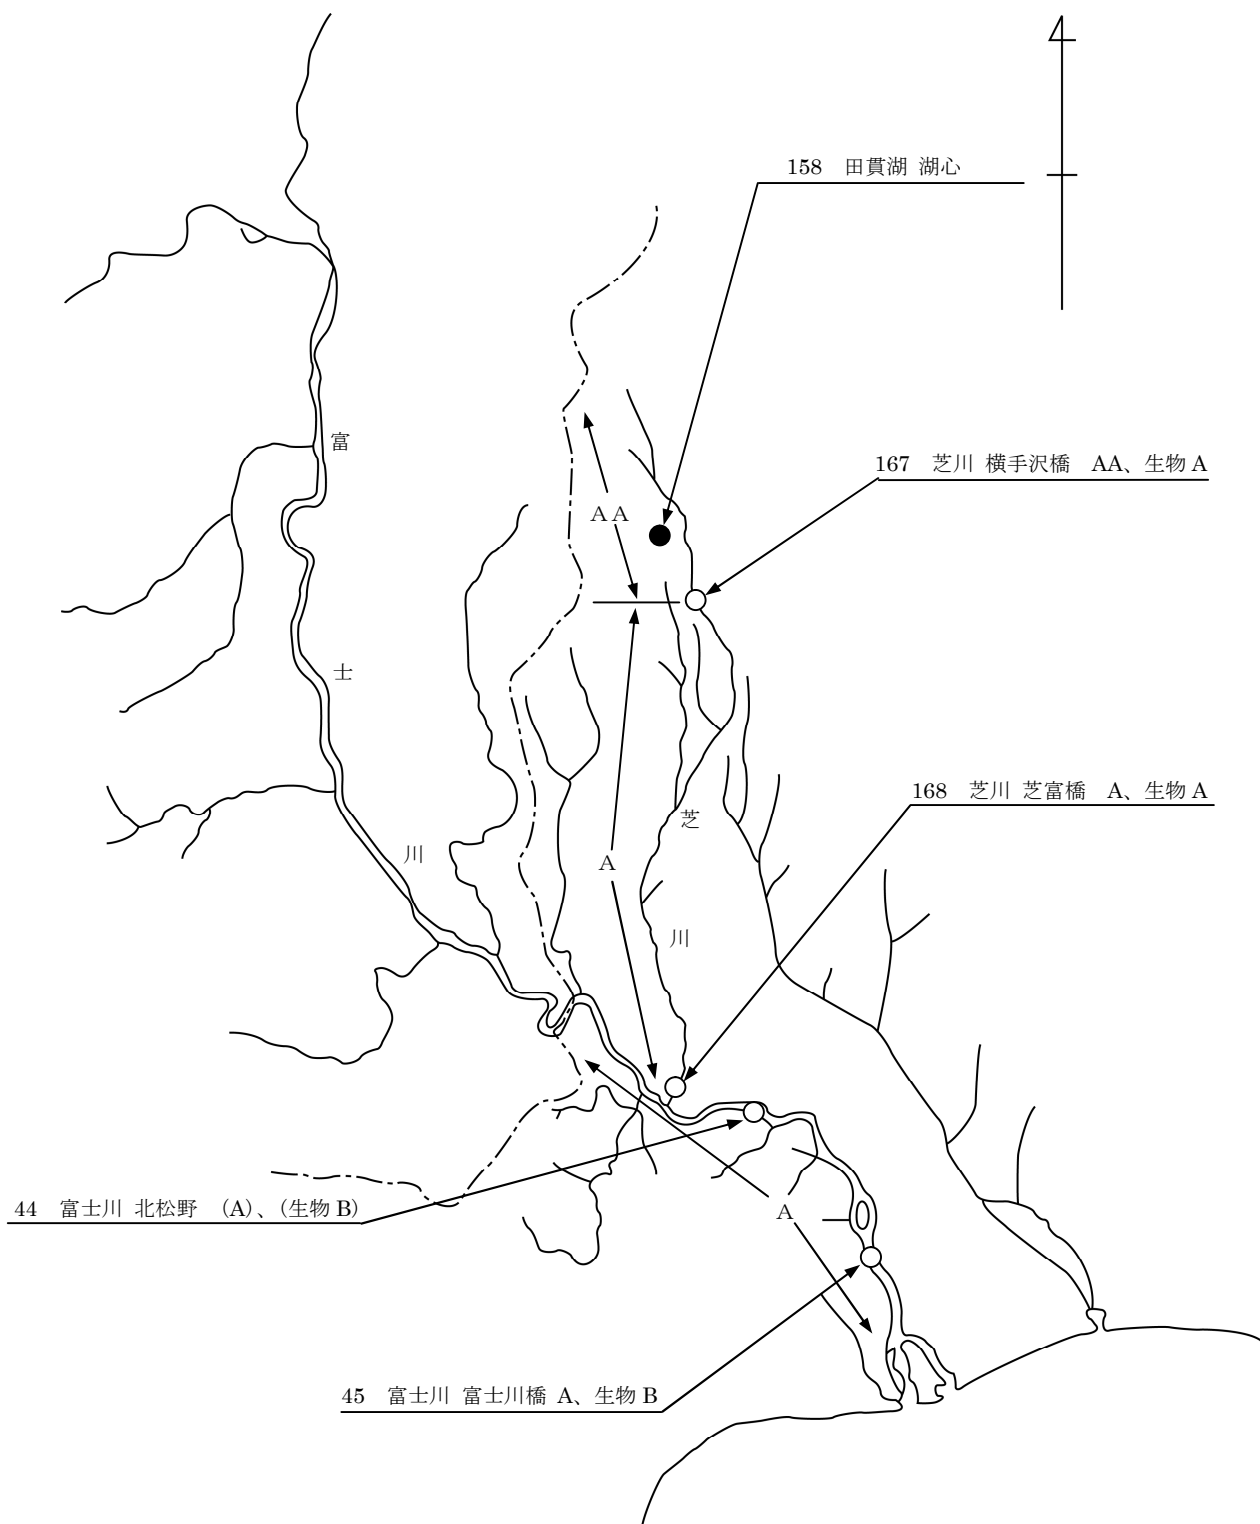 158 田貫湖 湖心
富
167 芝川 横手沢橋 AA、生物 A
AA
士
168 芝川 芝富橋 A、生物 A
芝
川
A
川
44 富士川 北松野 (A)、(生物 B)
A
45 富士川 富士川橋 A、生物 B